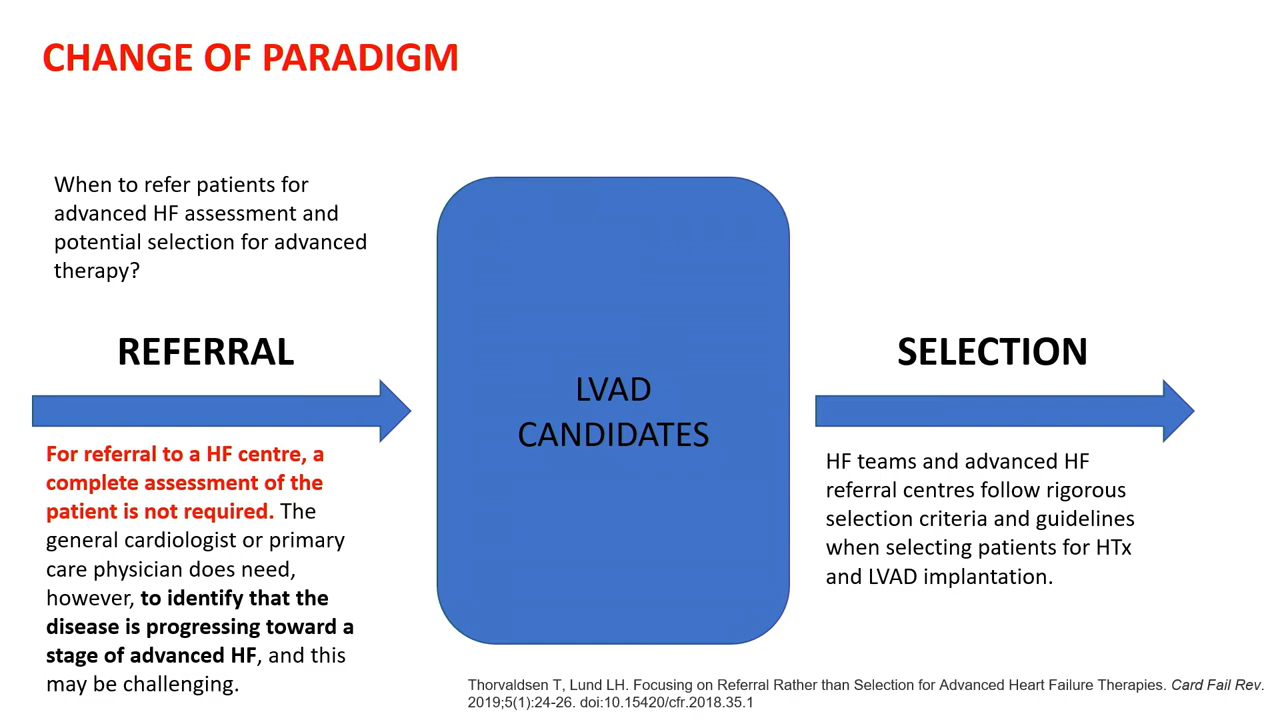 CHANGE OF PARADIGM
When to refer patients for
advanced HF assessment and
potential selection for advanced
therapy?
REFERRAL
For referral to a HF centre, a
complete assessment of the
patient is not required. The
general cardiologist or primary
care physician does need,
however, to identify that the
disease is progressing toward a
stage of advanced HF, and this
may be challenging.
LVAD
CANDIDATES
SELECTION
HF teams and advanced HF
referral centres follow rigorous
selection criteria and guidelines
when selecting patients for HTx
and LVAD implantation.
Thorvaldsen T, Lund LH. Focusing on Referral Rather than Selection for Advanced Heart Failure Therapies. Card Fail Rev.
2019;5(1):24-26. doi:10.15420/cfr.2018.35.1